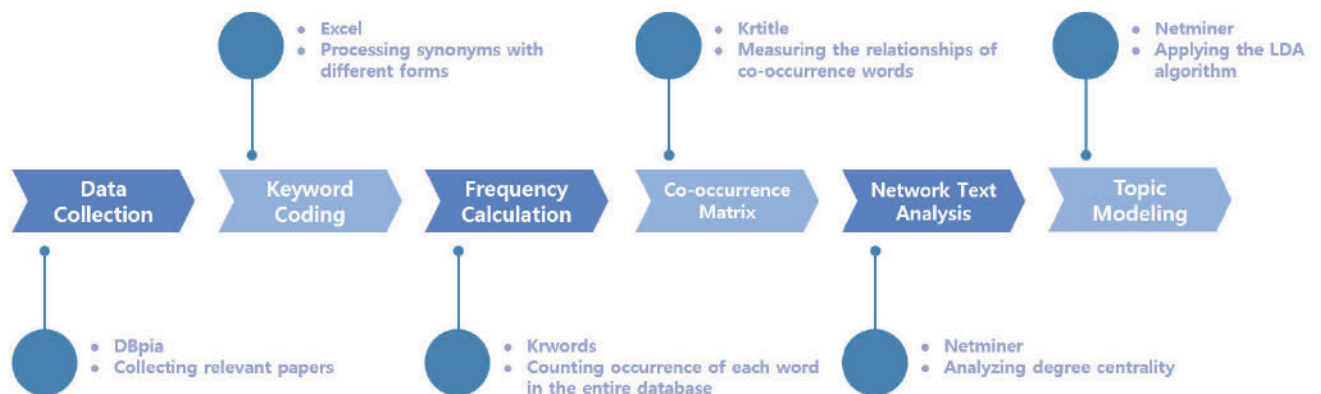 Excel
Processing synonyms with
different forms
Krtitle
Measuring the relationships of
co-occurrence words
Netminer
Applying the LDA
algorithm
Data
Collection
Keyword
Coding
Frequency
Calculation
Co-occurrence
Matrix
Network Text
Analysis
Topic
Modeling
DBpia
Collecting relevant papers
Krwords
Counting occurrence of each word
in the entire database
Netminer
Analyzing degree centrality